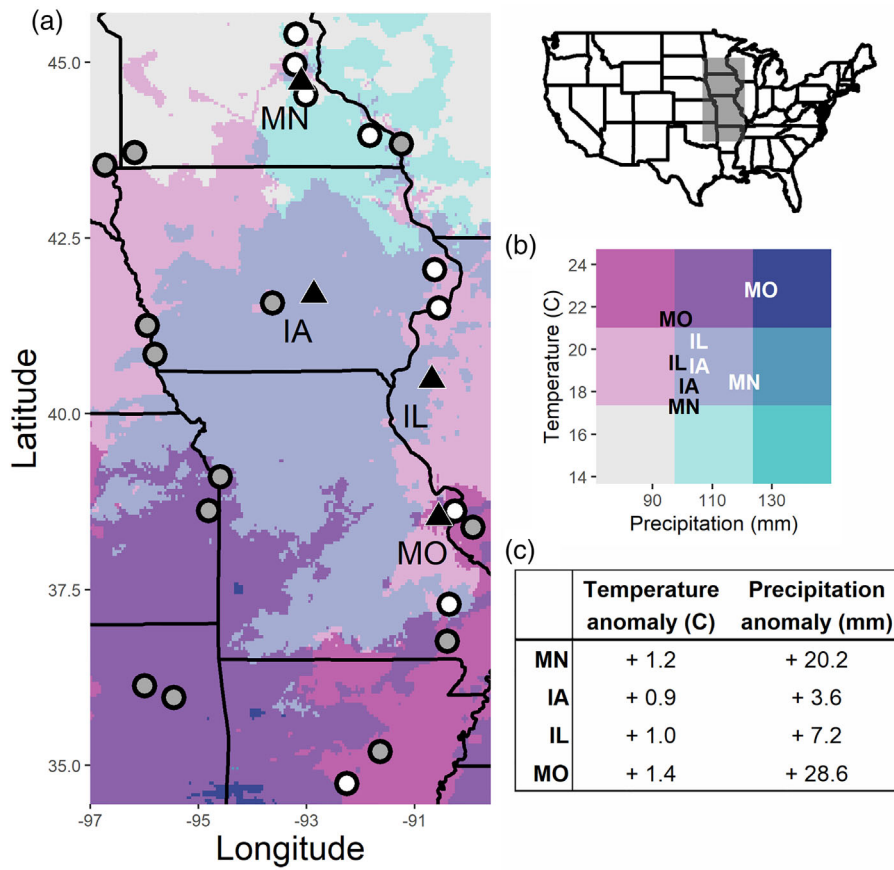 (a)
45.0
42.5
40.0
37.5
35.0
Latitude
MN
IA
IL
MO
-97
-95
-93
-91
Longitude
(b)
24
22
20
18
16
14
Temperature (C)
MO
MO
IL
IL
IA
IA
MN
MN
90
110
130
Precipitation (mm)
(c)
Temperature anomaly (C)
Precipitation anomaly (mm)
MN + 1.2 + 20.2
IA + 0.9 + 3.6
IL + 1.0 + 7.2
MO + 1.4 + 28.6